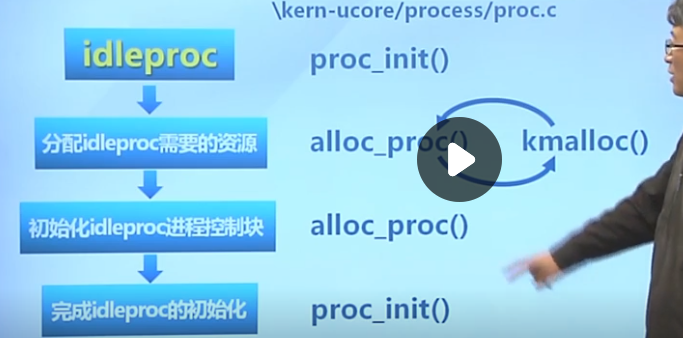 \kern-ucore/process/proc.c
idleproc
proc_init()
分配idleproc需要的资源
alloc_proc()
kmalloc()
初始化idleproc进程控制块
alloc_proc()
完成idleproc的初始化
proc_init()